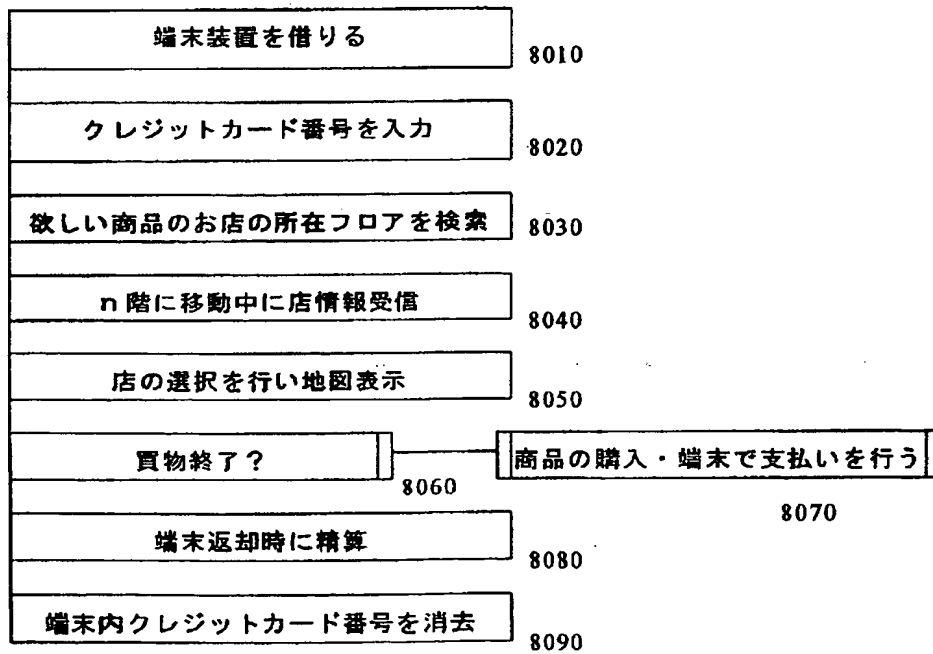 端末装置を借りる
8010
クレジットカード番号を入力
8020
欲しい商品のお店の所在フロアを検索
8030
n階に移動中に店情報受信
8040
店の選択を行い地図表示
8050
買物終了?
8060
商品の購入・端末で支払いを行う
8070
端末返却時に精算
8080
端末内クレジットカード番号を消去
8090